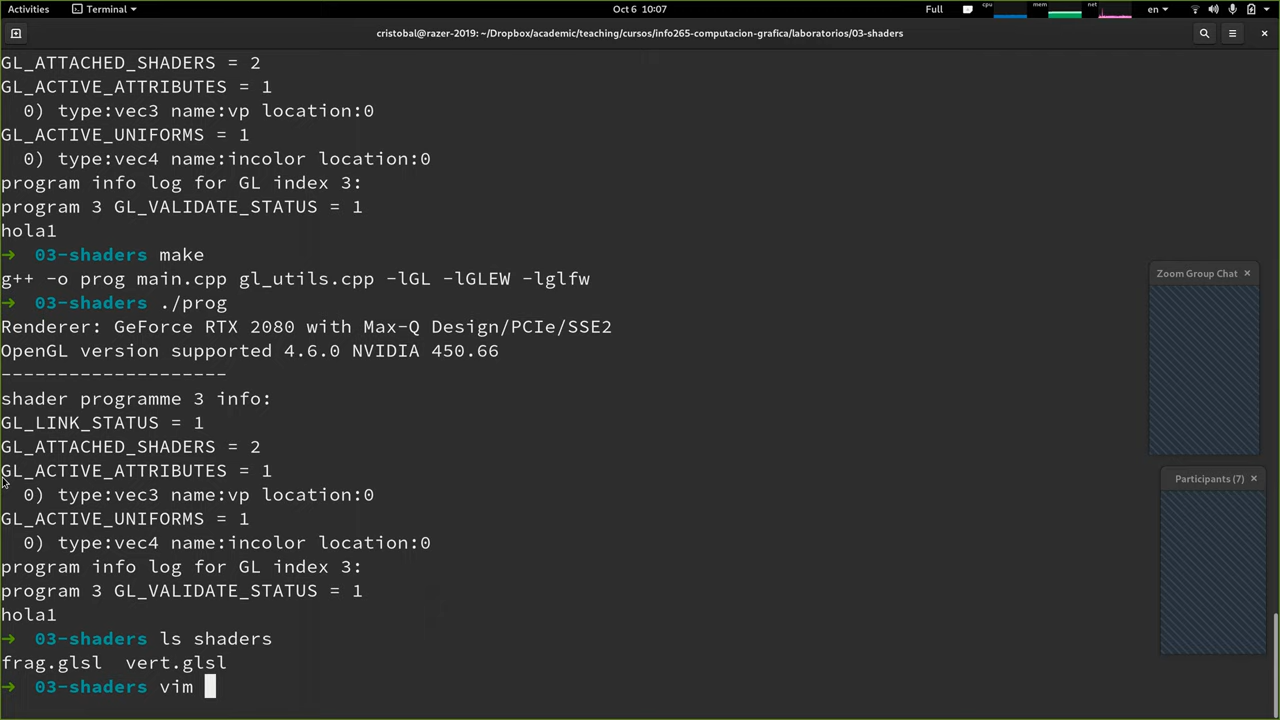 Activities
Terminal
Oct 6 10:07
Full
cpu
mem
net
en
cristobal@razer-2019: ~/Dropbox/academic/teaching/cursos/info265-computacion-grafica/laboratorios/03-shaders
GL_ATTACHED_SHADERS = 2
GL_ACTIVE_ATTRIBUTES = 1
0) type:vec3 name:vp location:0
GL_ACTIVE_UNIFORMS = 1
0) type:vec4 name:incolor location:0
program info log for GL index 3:
program 3 GL_VALIDATE_STATUS = 1
hola1
→ 03-shaders make
g++ -o prog main.cpp gl_utils.cpp -lGL -lGLEW -lglfw
→ 03-shaders ./prog
Renderer: GeForce RTX 2080 with Max-Q Design/PCIe/SSE2
OpenGL version supported 4.6.0 NVIDIA 450.66
--------------------
shader programme 3 info:
GL_LINK_STATUS = 1
GL_ATTACHED_SHADERS = 2
GL_ACTIVE_ATTRIBUTES = 1
0) type:vec3 name:vp location:0
GL_ACTIVE_UNIFORMS = 1
0) type:vec4 name:incolor location:0
program info log for GL index 3:
program 3 GL_VALIDATE_STATUS = 1
hola1
→ 03-shaders ls shaders
frag.glsl vert.glsl
→ 03-shaders vim
Zoom Group Chat
Participants (7)